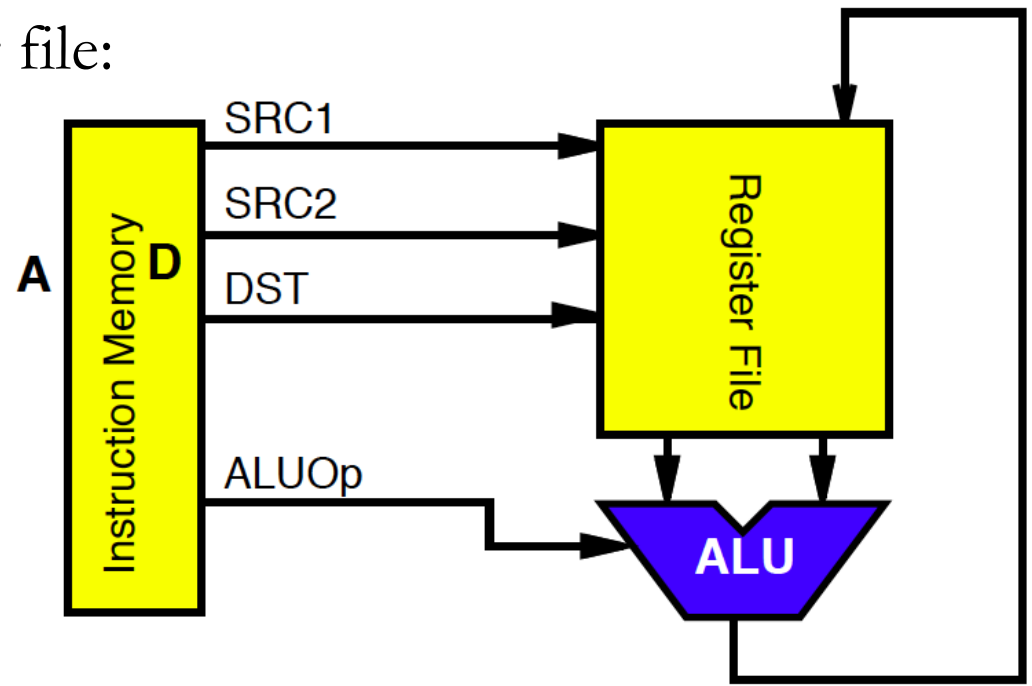 file:
SRC1
SRC2
DST
ALUOp
A
D
Instruction Memory
Register File
ALU